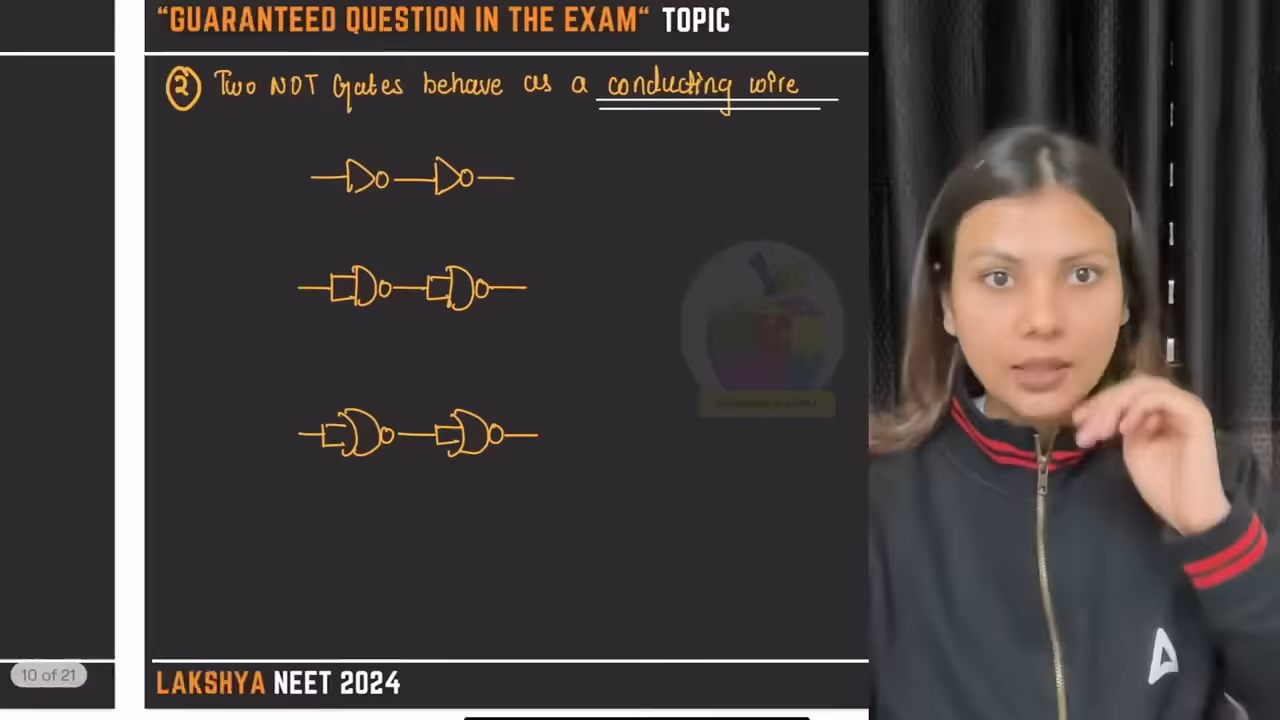 “GUARANTEED QUESTION IN THE EXAM“ TOPIC
2 Two NOT Gates behave as a conducting wire
10 of 21
LAKSHYA NEET 2024